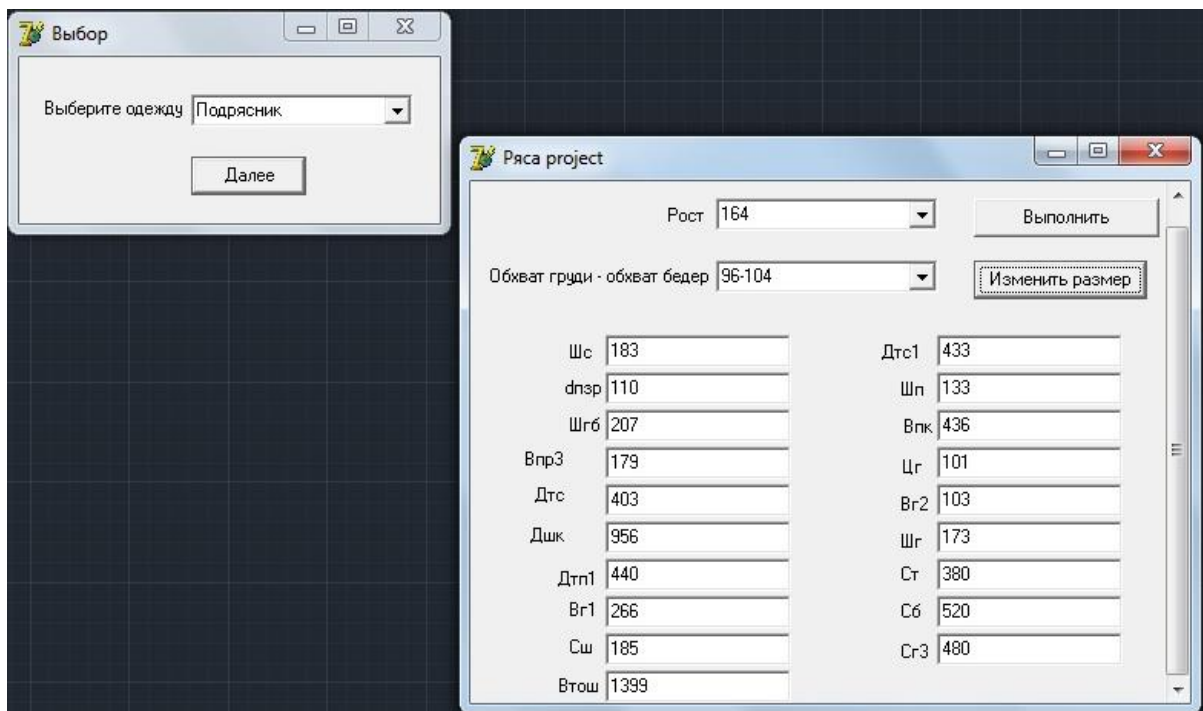 Выбор
Выберите одежду Подрясник
Далее
Ряса project
Рост 164 Выполнить
Обхват груди - обхват бедер 96-104 Изменить размер
Шс 183 Дтс1 433
dпзр 110 Шп 133
Шгб 207 Впк 436
Впр3 179 Цг 101
Дтс 403 Вг2 103
Дшк 956 Шг 173
Дтп1 440 Ст 380
Вг1 266 Сб 520
Сш 185 Сг3 480
Втош 1399